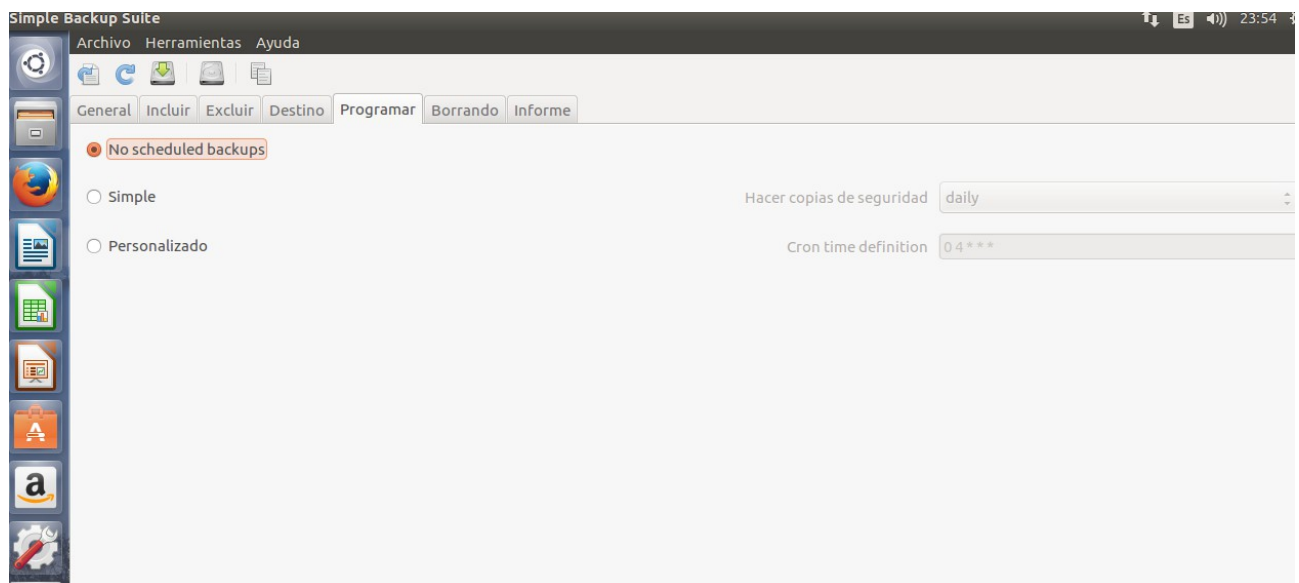 Simple Backup Suite
Es 23:54
Archivo Herramientas Ayuda
General Incluir Excluir Destino Programar Borrando Informe
No scheduled backups
Simple Hacer copias de seguridad daily
Personalizado Cron time definition 0 4 * * *
a